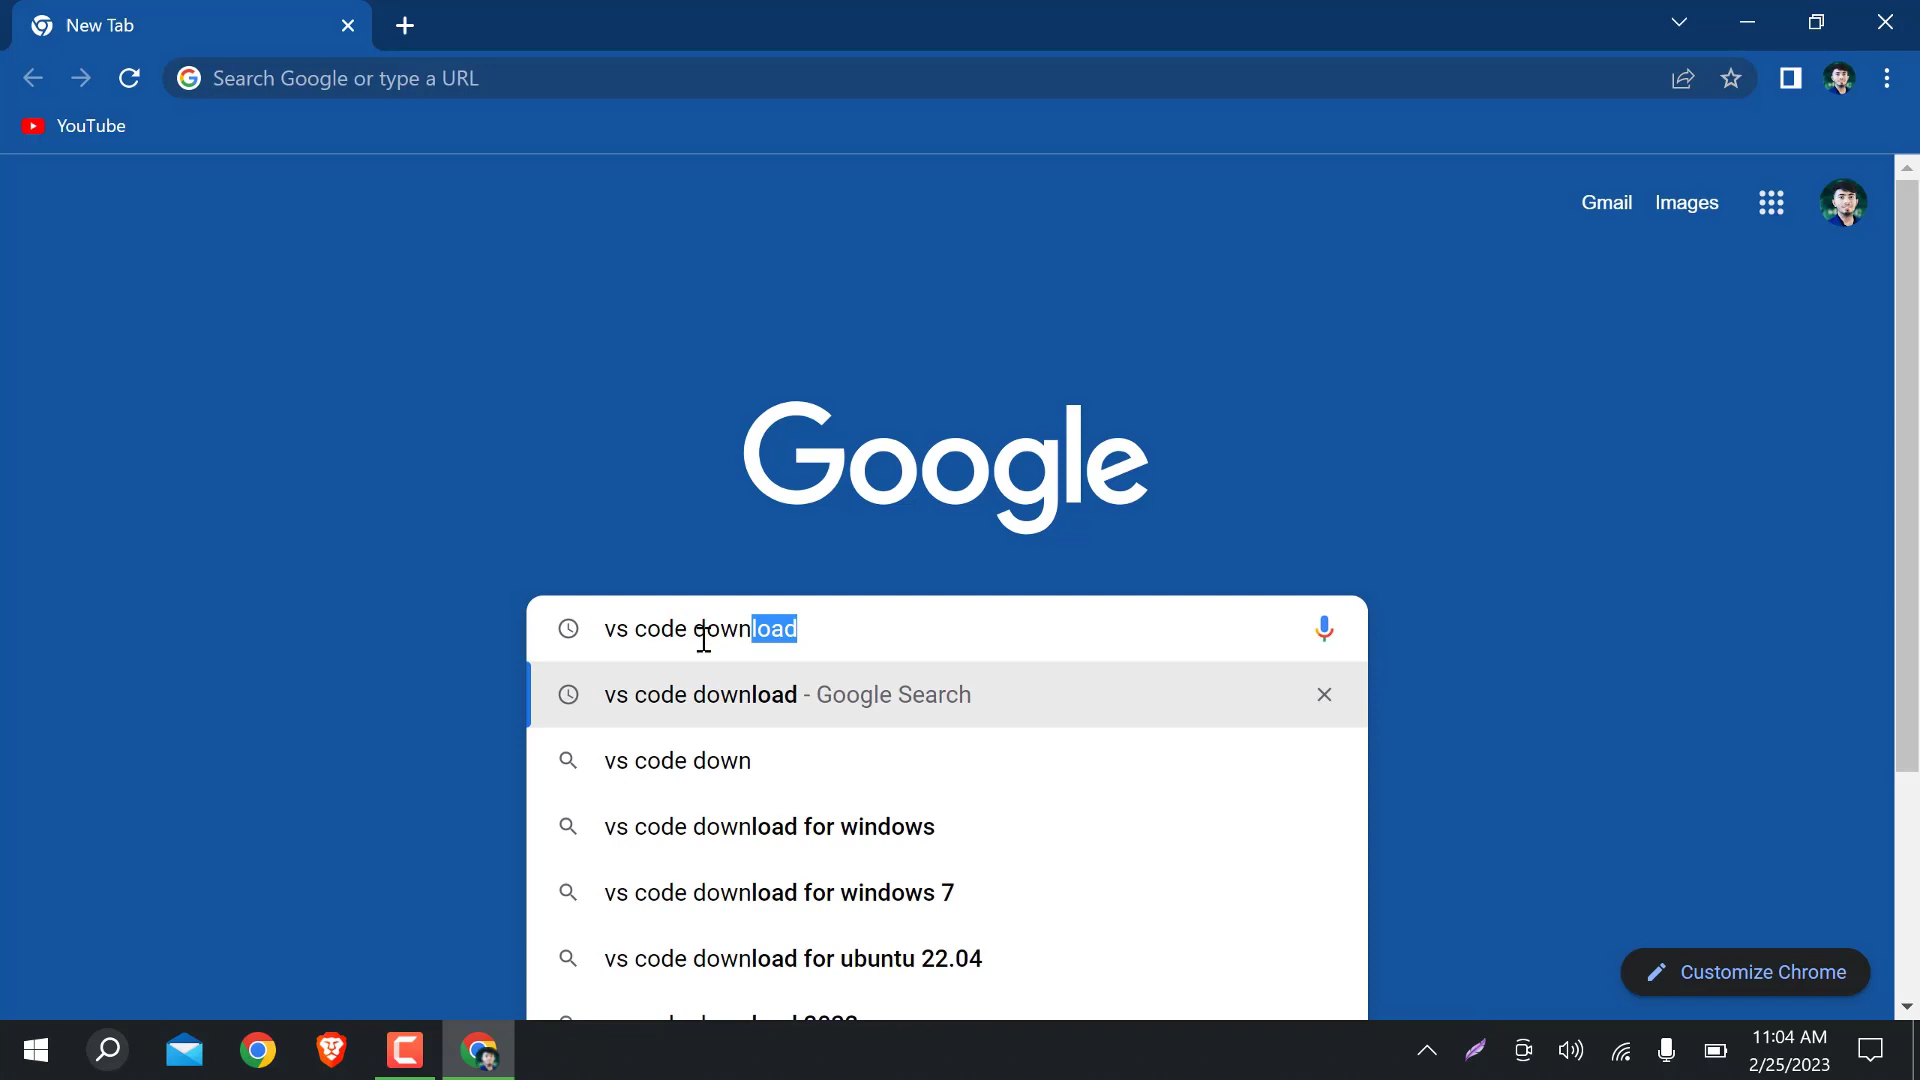 New Tab
Search Google or type a URL
YouTube
Gmail Images
Google
vs code download
vs code download - Google Search
vs code down
vs code download for windows
vs code download for windows 7
vs code download for ubuntu 22.04
Customize Chrome
11:04 AM
2/25/2023